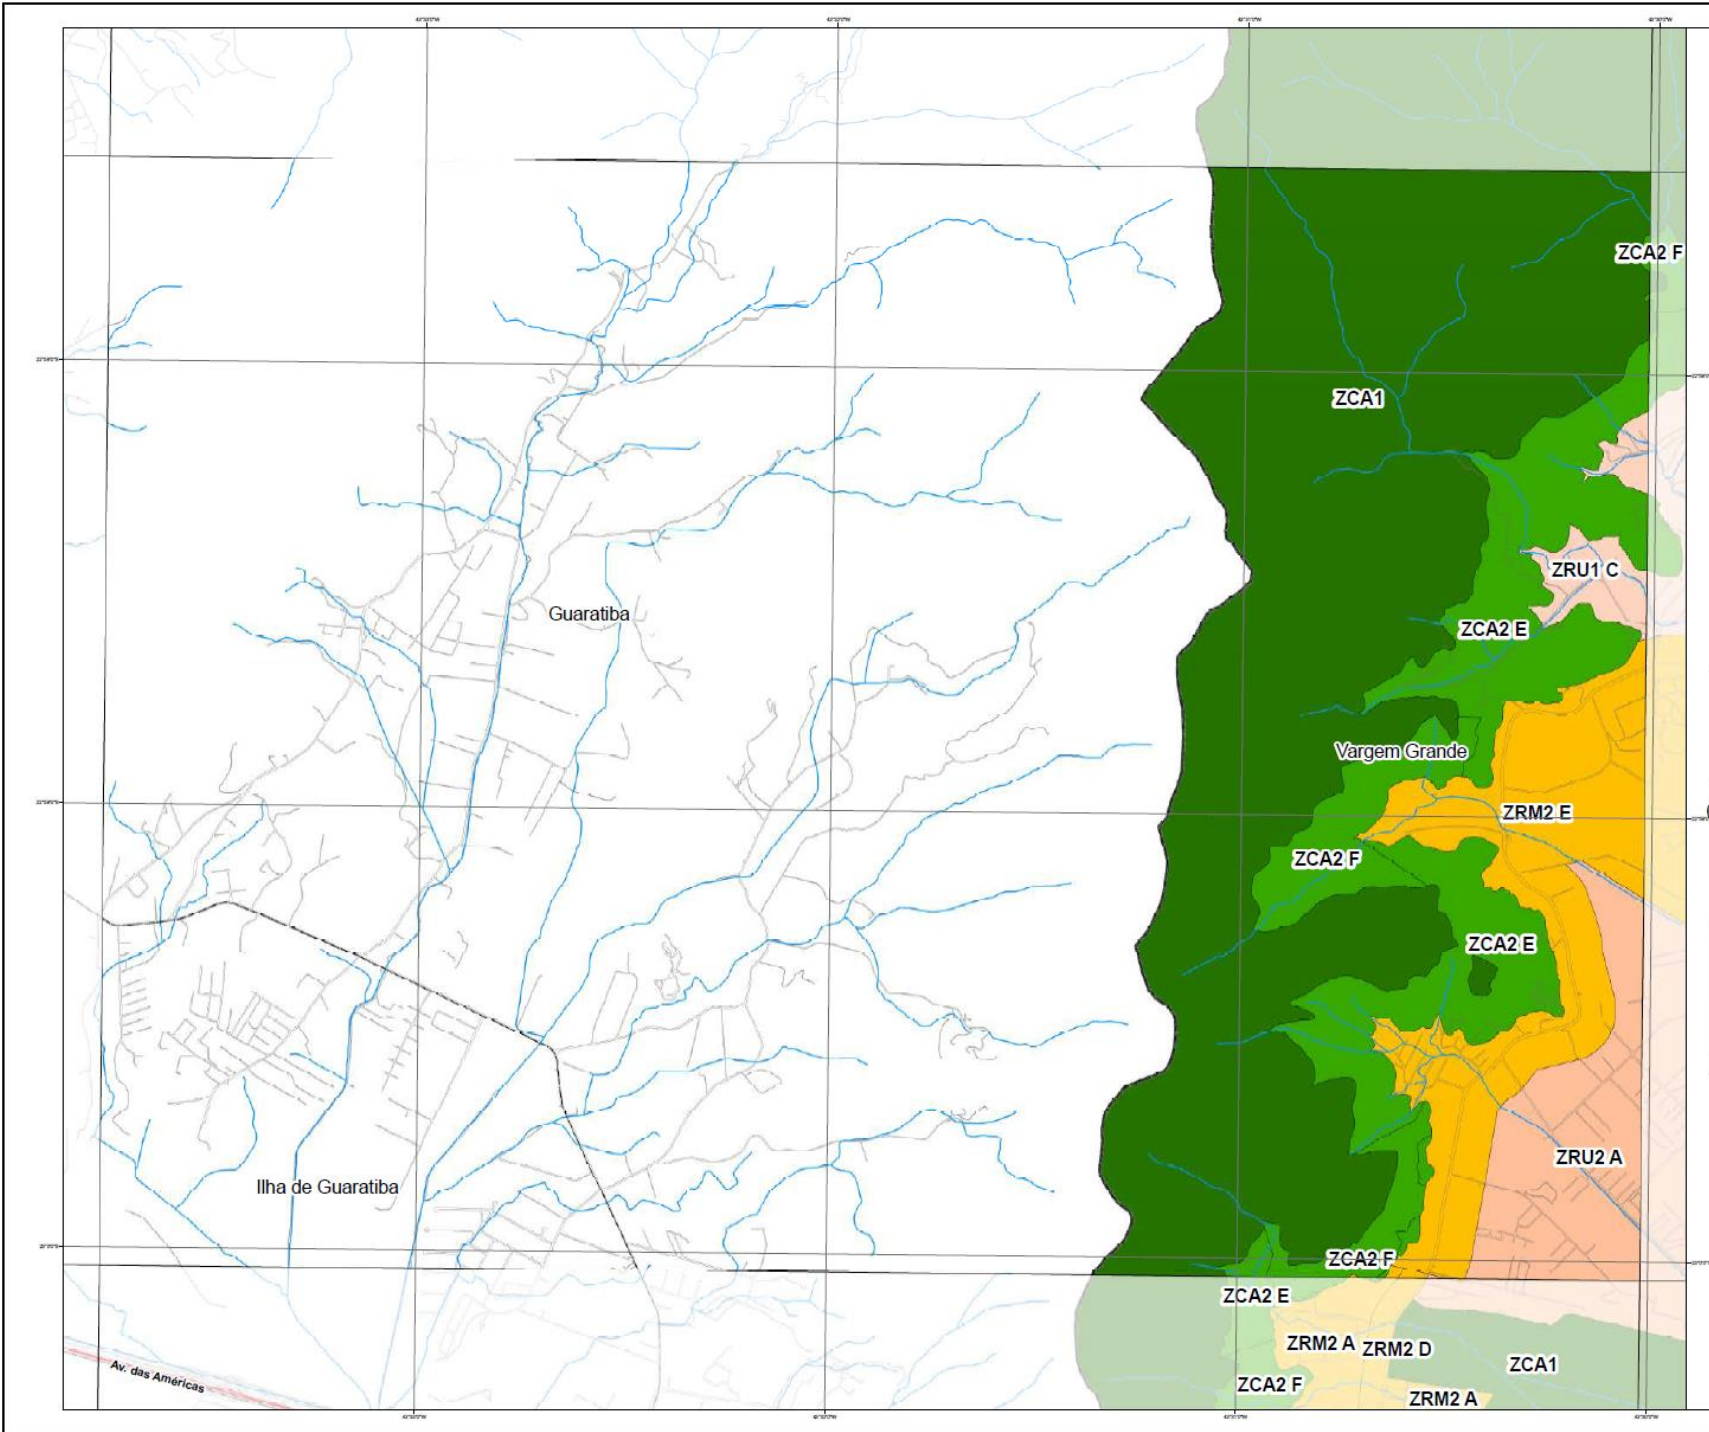 ZCA2 F
ZCA1
ZRU1 C
Guaratiba
ZCA2 E
Vargem Grande
ZRM2 E
ZCA2 F
ZCA2 E
ZRU2 A
Ilha de Guaratiba
ZCA2 F
ZCA2 E
ZRM2 A
ZRM2 D
ZCA1
Av. das Américas
ZCA2 F
ZRM2 A